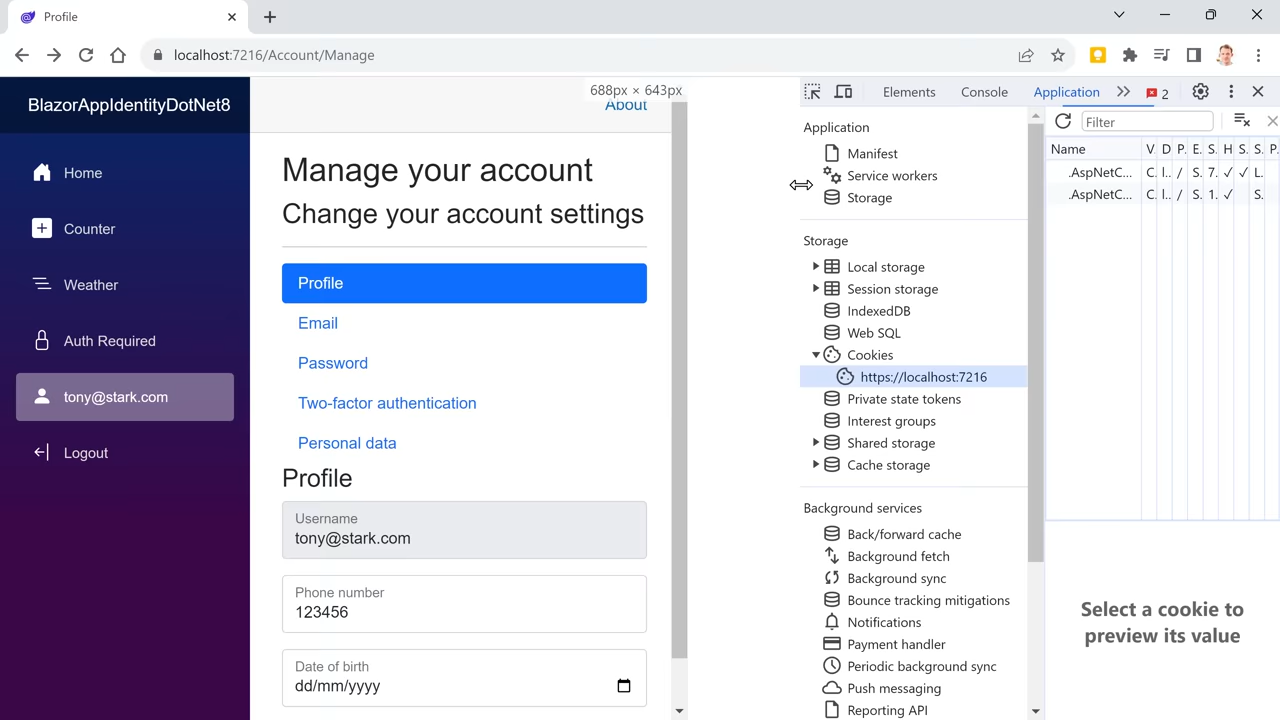 Profile
localhost:7216/Account/Manage
BlazorAppIdentityDotNet8
Home
Counter
Weather
Auth Required
tony@stark.com
Logout
688px × 643px
About
Manage your account
Change your account settings
Profile
Email
Password
Two-factor authentication
Personal data
Profile
Username
tony@stark.com
Phone number
123456
Date of birth
dd/mm/yyyy
Elements Console Application 2
Application
Manifest
Service workers
Storage
Storage
Local storage
Session storage
IndexedDB
Web SQL
Cookies
https://localhost:7216
Private state tokens
Interest groups
Shared storage
Cache storage
Background services
Back/forward cache
Background fetch
Background sync
Bounce tracking mitigations
Notifications
Payment handler
Periodic background sync
Push messaging
Reporting API
Filter
Name V. D P. E. S. H S. S. P.
.AspNetC... C. l.. / S. 7. ✓ ✓ L.
.AspNetC... C. l.. / S. 1. ✓ S.
Select a cookie to
preview its value